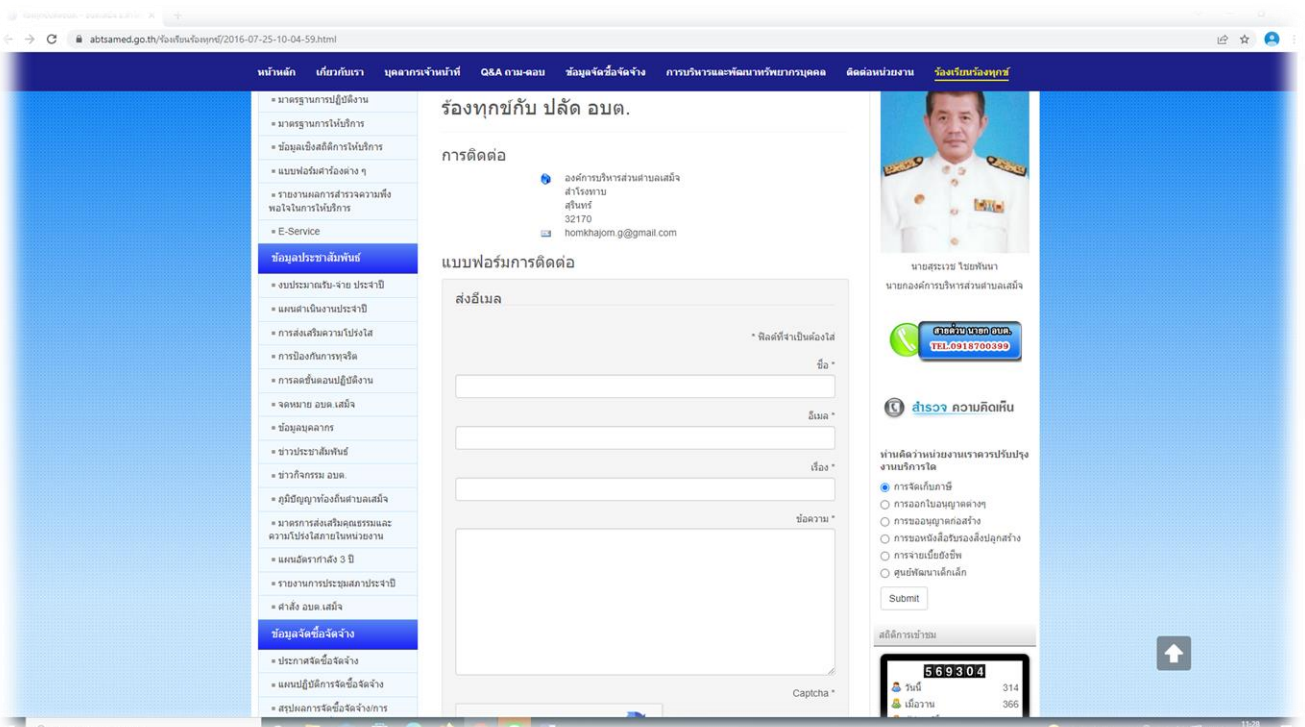 abtsamed.go.th/ร้องเรียนร้องทุกข์/2016-07-25-10-04-59.html
หน้าหลัก เกี่ยวกับเรา บุคลากรเจ้าหน้าที่ Q&A ถาม-ตอบ ข้อมูลจัดซื้อจัดจ้าง การบริหารและพัฒนาทรัพยากรบุคคล ติดต่อหน่วยงาน ร้องเรียนร้องทุกข์
มาตรฐานการปฏิบัติงาน
มาตรฐานการให้บริการ
ข้อมูลเชิงสถิติการให้บริการ
แบบฟอร์มคำร้องต่าง ๆ
รายงานผลการสำรวจความพึง
พอใจในการให้บริการ
E-Service
ข้อมูลประชาสัมพันธ์
งบประมาณรับ-จ่าย ประจำปี
แผนดำเนินงานประจำปี
การส่งเสริมความโปร่งใส
การป้องกันการทุจริต
การลดขั้นตอนปฏิบัติงาน
จดหมาย อบต.เสม็จ
ข้อมูลบุคลากร
ข่าวประชาสัมพันธ์
ข่าวกิจกรรม อบต.
ภูมิปัญญาท้องถิ่นตำบลเสม็จ
มาตรการส่งเสริมคุณธรรมและ
ความโปร่งใสภายในหน่วยงาน
แผนอัตรากำลัง 3 ปี
รายงานการประชุมสภาประจำปี
คำสั่ง อบต.เสม็จ
ข้อมูลจัดซื้อจัดจ้าง
ประกาศจัดซื้อจัดจ้าง
แผนปฏิบัติการจัดซื้อจัดจ้าง
สรุปผลการจัดซื้อจัดจ้าง/การ
ร้องทุกข์กับ ปลัด อบต.
การติดต่อ
องค์การบริหารส่วนตำบลเสม็จ
สำโรงทาบ
สุรินทร์
32170
homkhajom.g@gmail.com
แบบฟอร์มการติดต่อ
ส่งอีเมล
* ฟิลด์ที่จำเป็นต้องใส่
ชื่อ *
อีเมล *
เรื่อง *
ข้อความ *
Captcha *
นายสุระเวช ไชยพันนา
นายกองค์การบริหารส่วนตำบลเสม็จ
สายด่วน นายก อบต.
TEL.0918700399
สำรวจ ความคิดเห็น
ท่านคิดว่าหน่วยงานเราควรปรับปรุง
งานบริการใด
การจัดเก็บภาษี
การออกใบอนุญาตต่างๆ
การขออนุญาตก่อสร้าง
การขอหนังสือรับรองสิ่งปลูกสร้าง
การจ่ายเบี้ยยังชีพ
ศูนย์พัฒนาเด็กเล็ก
Submit
สถิติการเข้าชม
569304
วันนี้ 314
เมื่อวาน 366
11:28